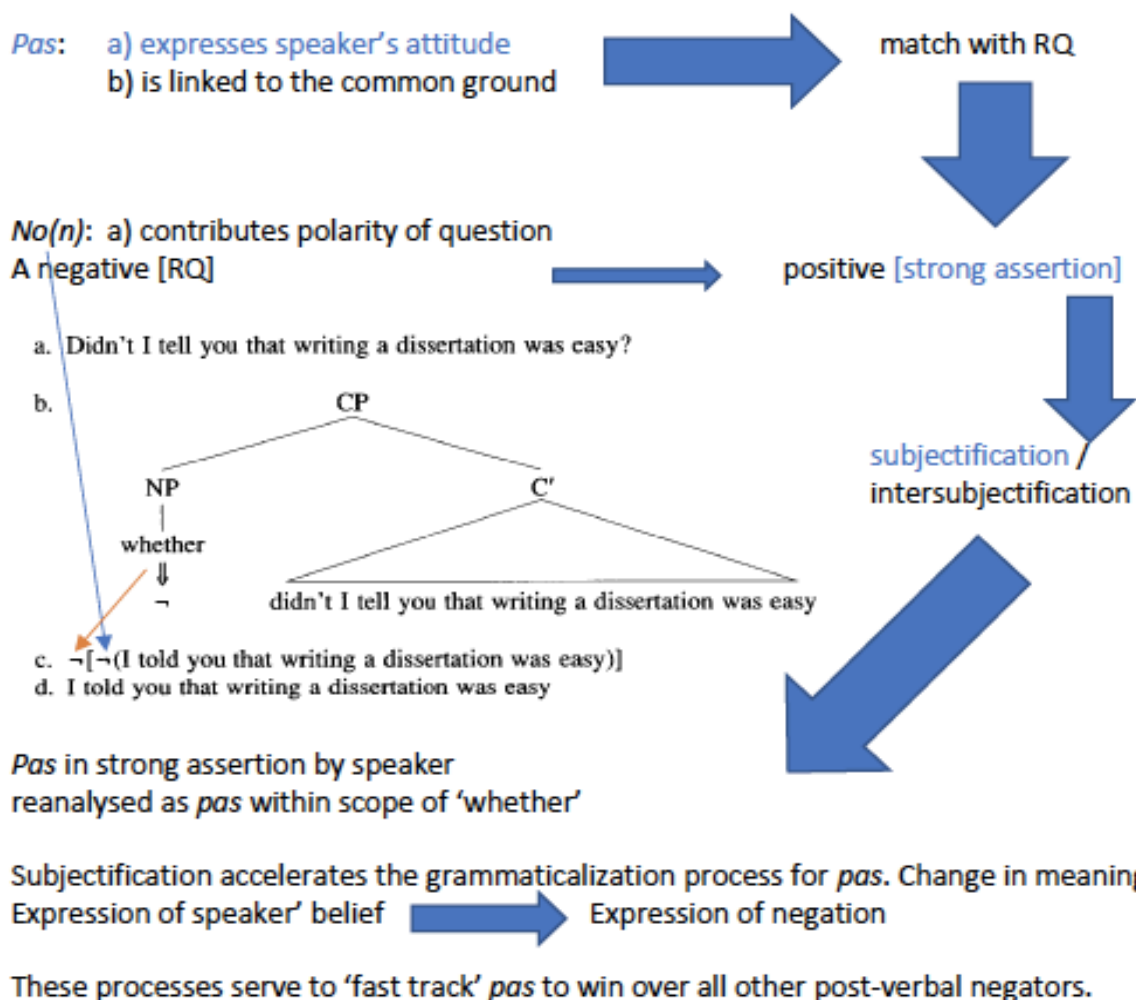 Pas: a) expresses speaker's attitude
b) is linked to the common ground
match with RQ
No(n): a) contributes polarity of question
A negative [RQ]
positive [strong assertion]
a. Didn't I tell you that writing a dissertation was easy?
b.
CP
NP
C'
whether
⇓
¬
didn't I tell you that writing a dissertation was easy
subjectification /
intersubjectification
c. ¬[¬(I told you that writing a dissertation was easy)]
d. I told you that writing a dissertation was easy
Pas in strong assertion by speaker
reanalysed as pas within scope of 'whether'
Subjectification accelerates the grammaticalization process for pas. Change in meaning
Expression of speaker' belief
Expression of negation
These processes serve to 'fast track' pas to win over all other post-verbal negators.